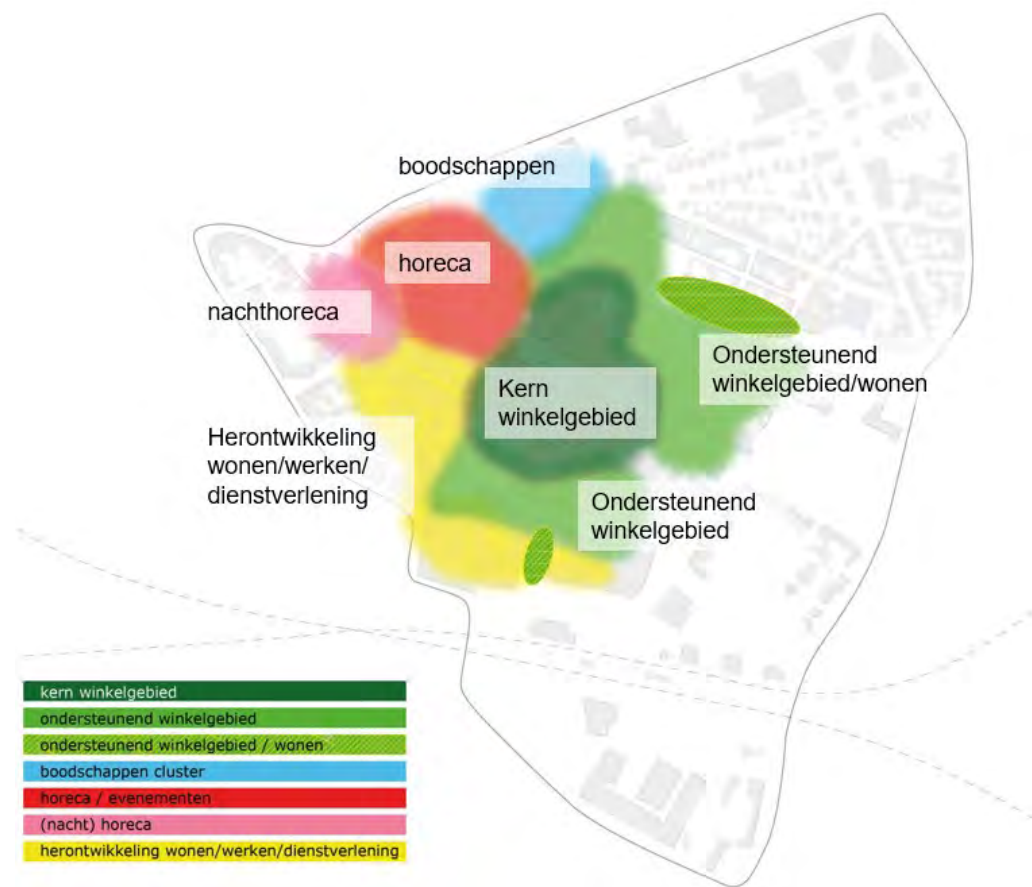 boodschappen
horeca
nachthoreca
Ondersteunend
winkelgebied/wonen
Kern
winkelgebied
Herontwikkeling
wonen/werken/
dienstverlening
Ondersteunend
winkelgebied
kern winkelgebied
ondersteunend winkelgebied
ondersteunend winkelgebied / wonen
boodschappen cluster
horeca / evenementen
(nacht) horeca
herontwikkeling wonen/werken/dienstverlening